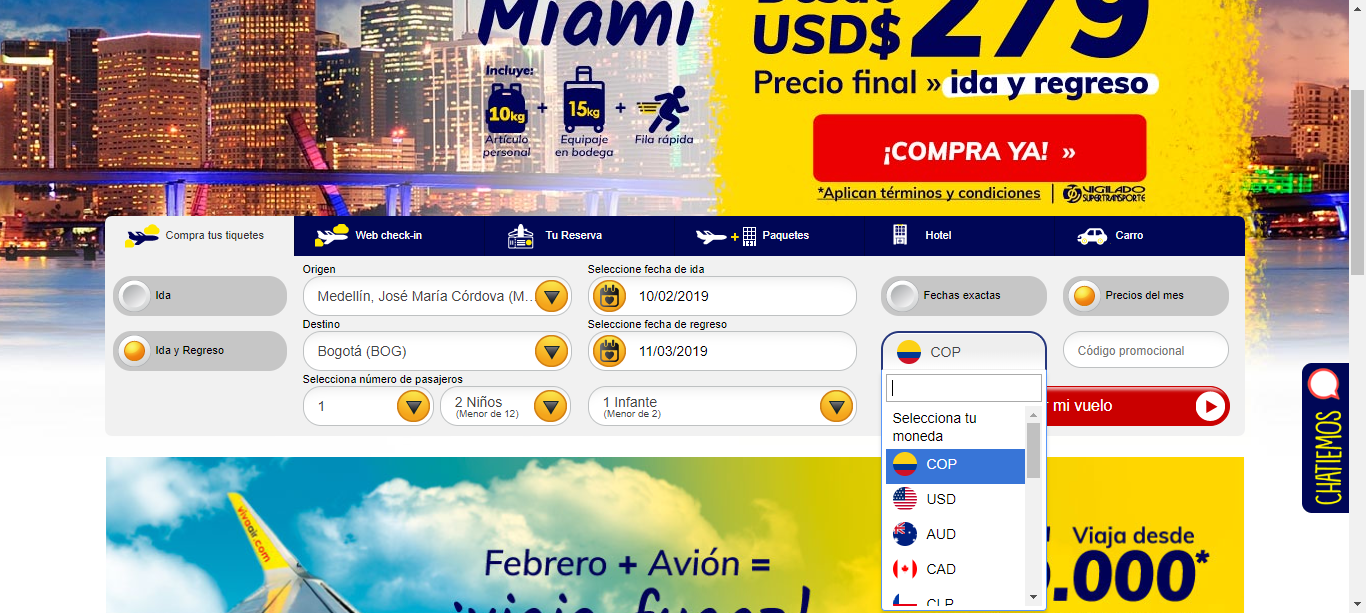 Miami
Desde
USD$279
Incluye:
10kg + 15kg +
Artículo personal
Equipaje en bodega
Fila rápida
Precio final » ida y regreso
¡COMPRA YA! »
*Aplican términos y condiciones | VIGILADO SUPERTRANSPORTE
Compra tus tiquetes
Web check-in
Tu Reserva
Paquetes
Hotel
Carro
Ida
Ida y Regreso
Origen
Medellín, José María Córdova (M...
Destino
Bogotá (BOG)
Selecciona número de pasajeros
1
2 Niños
(Menor de 12)
1 Infante
(Menor de 2)
Seleccione fecha de ida
10/02/2019
Seleccione fecha de regreso
11/03/2019
Fechas exactas
Precios del mes
COP
Código promocional
Selecciona tu
moneda
COP
USD
AUD
CAD
CLP
mi vuelo
CHATIEMOS
vivaair.com
Febrero + Avión =
Viaja desde
.000*